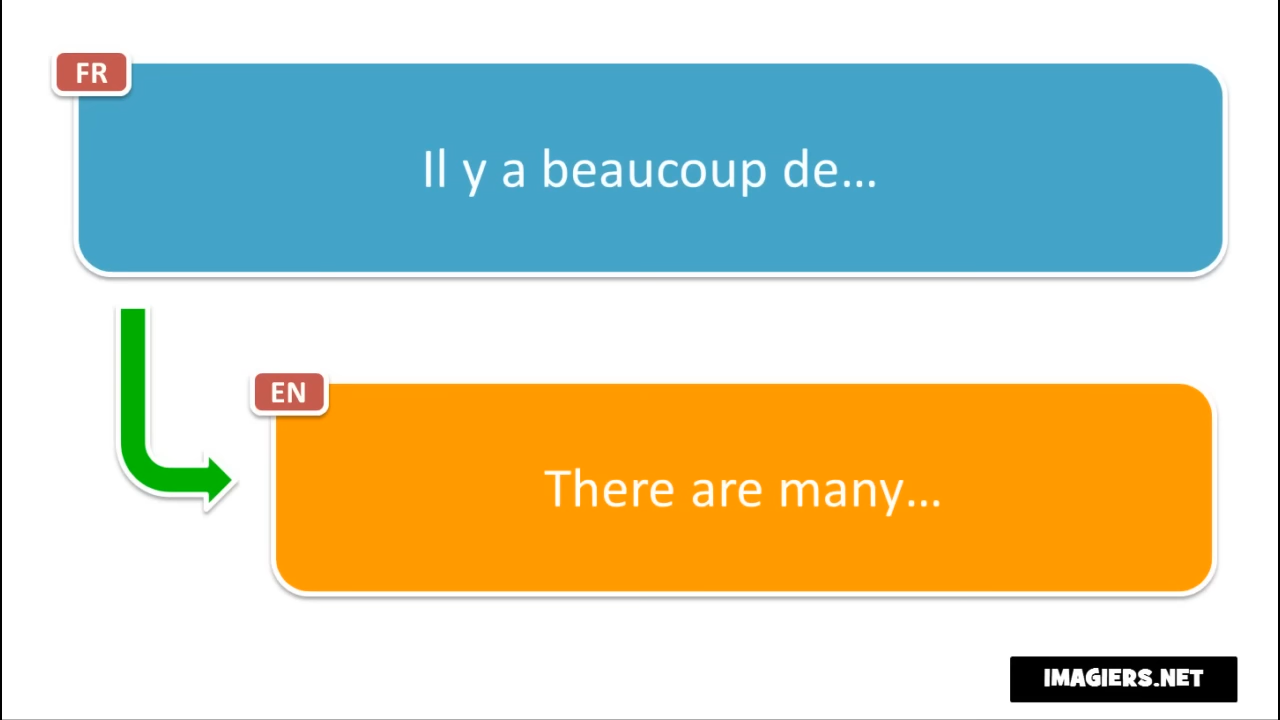 FR
Il y a beaucoup de…
EN
There are many…
IMAGIERS.NET